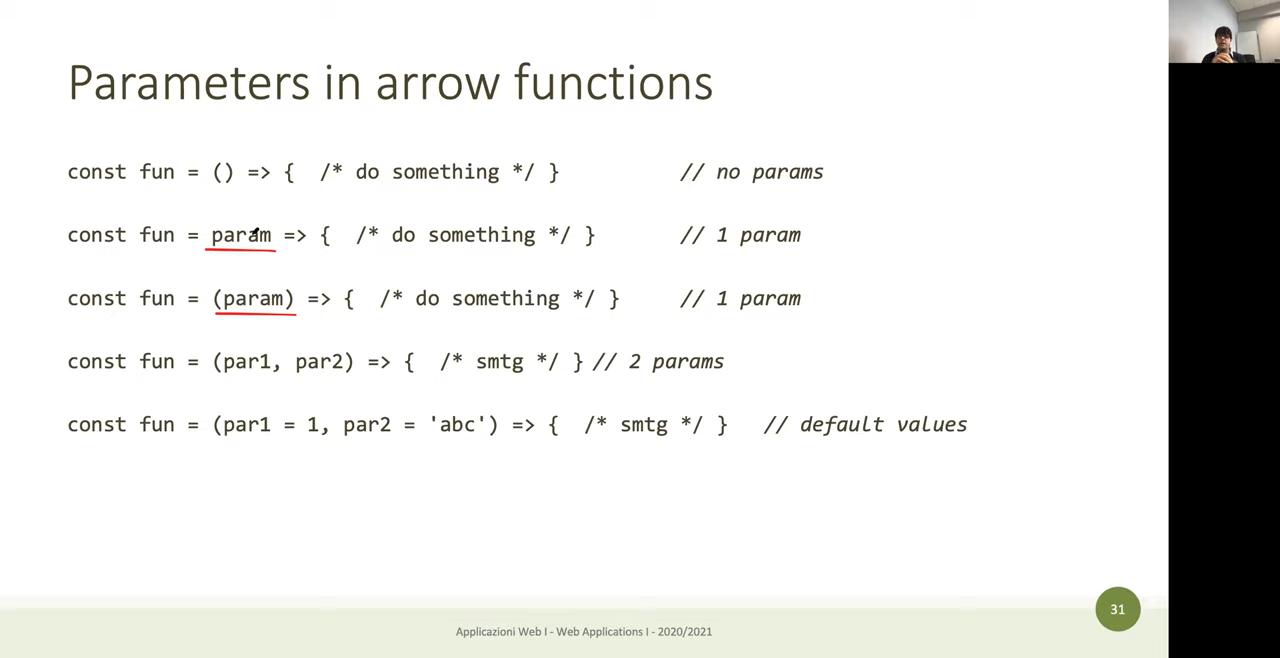 Parameters in arrow functions
const fun = () => { /* do something */ } // no params
const fun = param => { /* do something */ } // 1 param
const fun = (param) => { /* do something */ } // 1 param
const fun = (par1, par2) => { /* smtg */ } // 2 params
const fun = (par1 = 1, par2 = 'abc') => { /* smtg */ } // default values
31
Applicazioni Web I - Web Applications I - 2020/2021